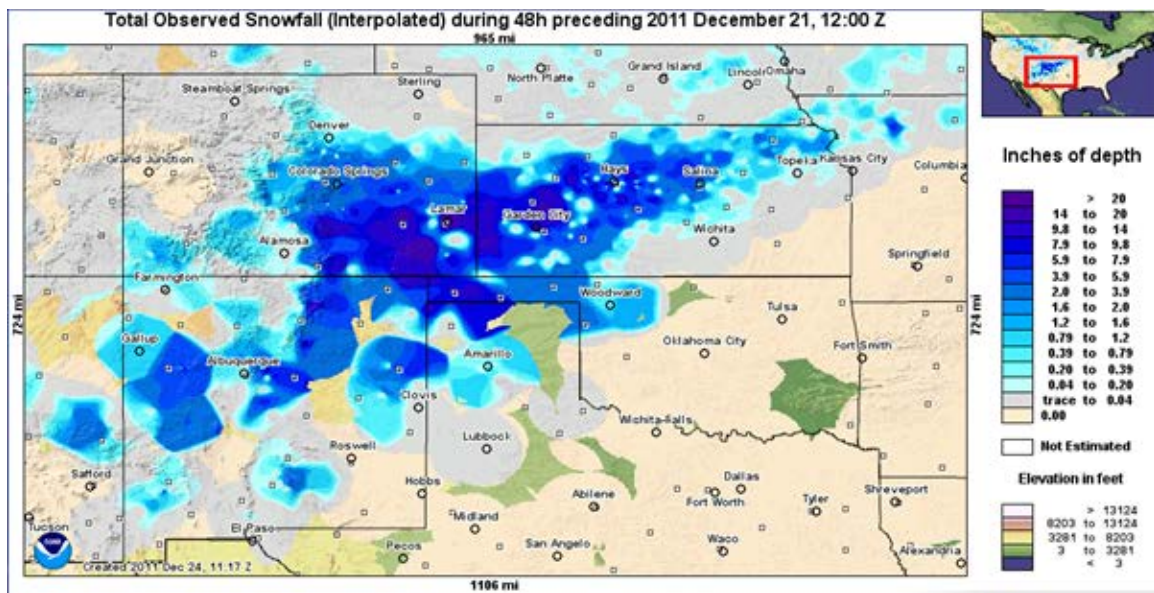 Total Observed Snowfall (Interpolated) during 48h preceding 2011 December 21, 12:00 Z
965 mi
North Platte
Grand Island
Lincoln
Omaha
Steamboat Springs
Sterling
Denver
Grand Junction
Colorado Springs
Hays
Salina
Topeka
Kansas City
Columbia
Lamar
Garden City
Wichita
Alamosa
Springfield
Farmington
Woodward
Tulsa
724 mi
724 mi
Gallup
Albuquerque
Amarillo
Oklahoma City
Fort Smith
Clovis
Wichita Falls
Roswell
Lubbock
Safford
Hobbs
Abilene
Dallas
Fort Worth
Tyler
Shreveport
Tucson
El Paso
Midland
Pecos
San Angelo
Waco
Alexandria
NOAA
Created 2011 Dec 24, 11:17 Z
1106 mi
Inches of depth
> 20
14 to 20
9.8 to 14
7.9 to 9.8
5.9 to 7.9
3.9 to 5.9
2.0 to 3.9
1.6 to 2.0
1.2 to 1.6
0.79 to 1.2
0.39 to 0.79
0.20 to 0.39
0.04 to 0.20
trace to 0.04
0.00
Not Estimated
Elevation in feet
> 13124
8203 to 13124
3281 to 8203
3 to 3281
< 3